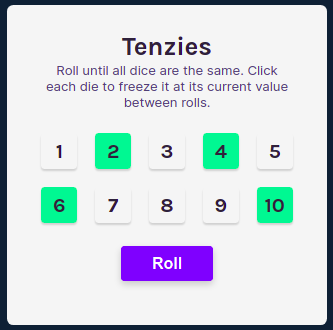 Tenzies
Roll until all dice are the same. Click
each die to freeze it at its current value
between rolls.
1 2 3 4 5
6 7 8 9 10
Roll